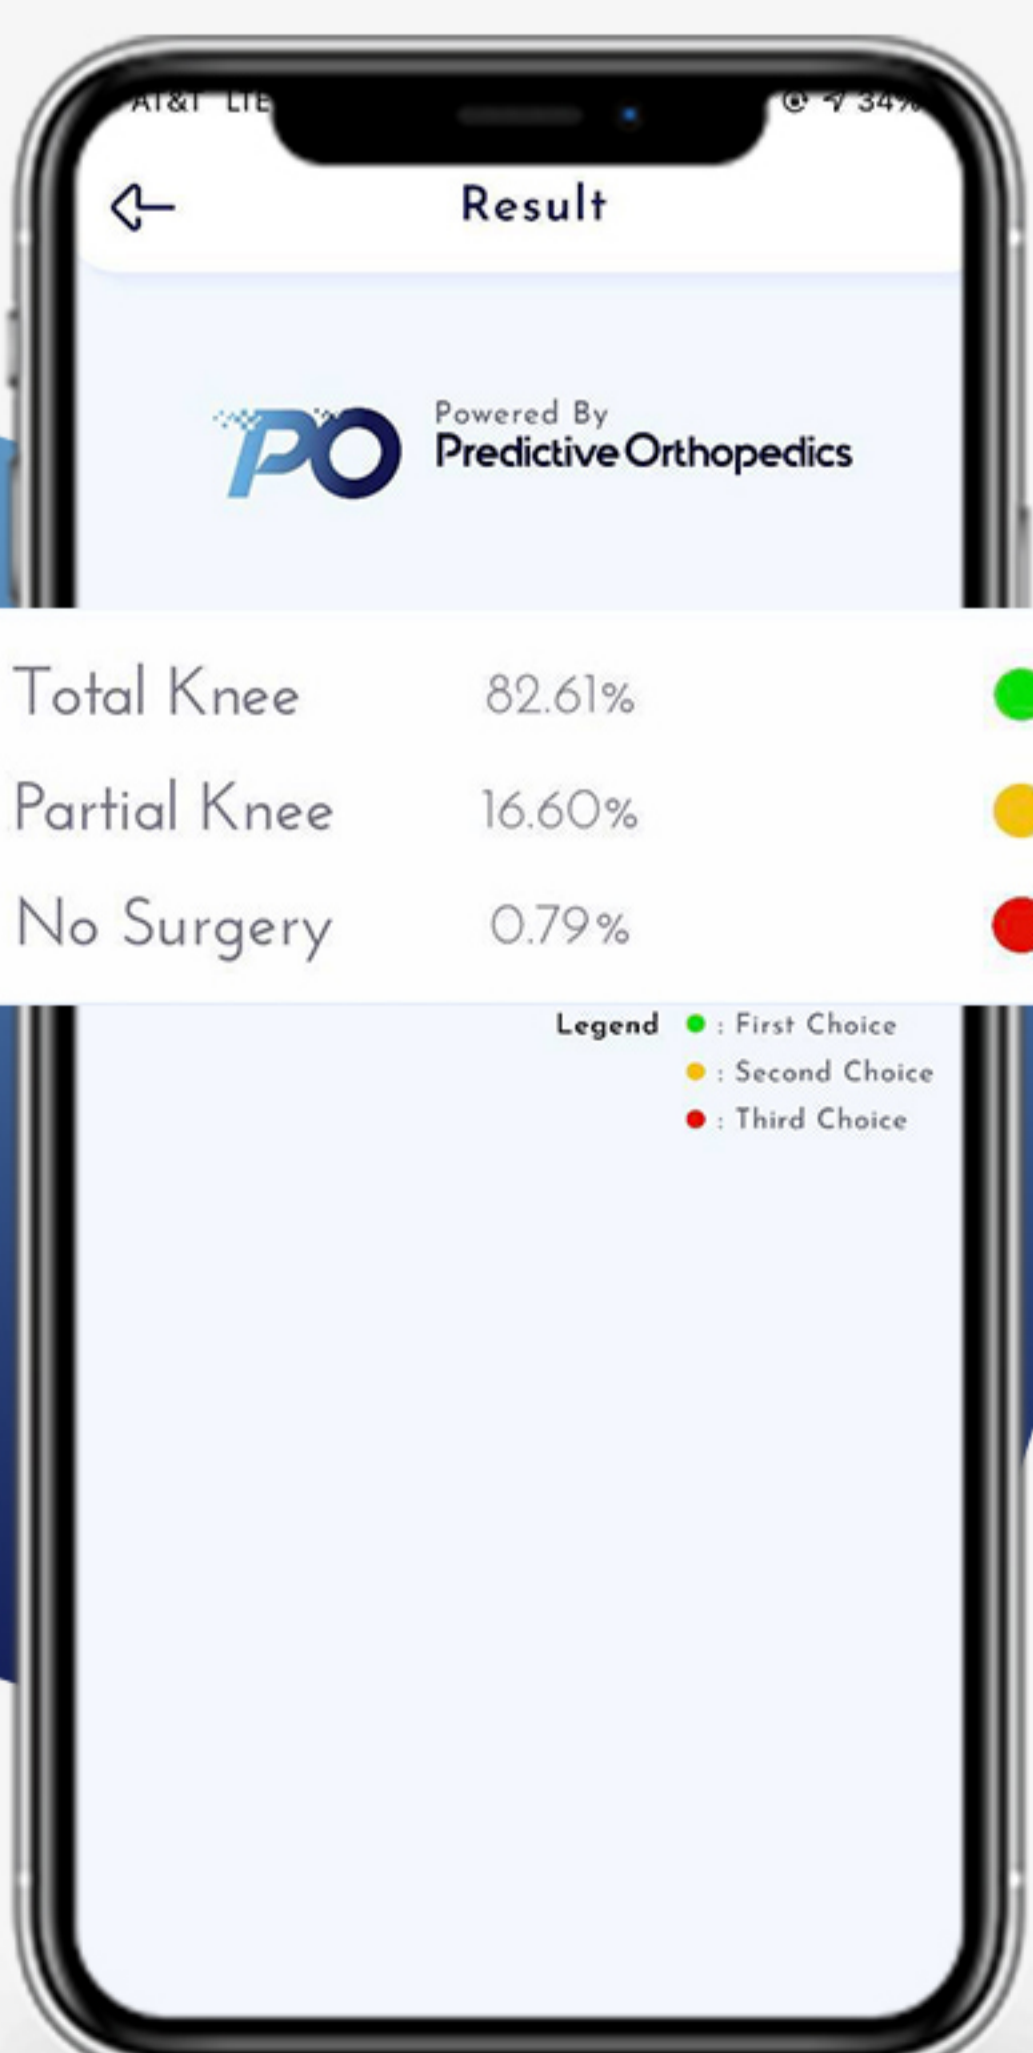 AT&T LTE 34%
Result
PO
Powered By
Predictive Orthopedics
Total Knee 82.61%
Partial Knee 16.60%
No Surgery 0.79%
Legend : First Choice
: Second Choice
: Third Choice